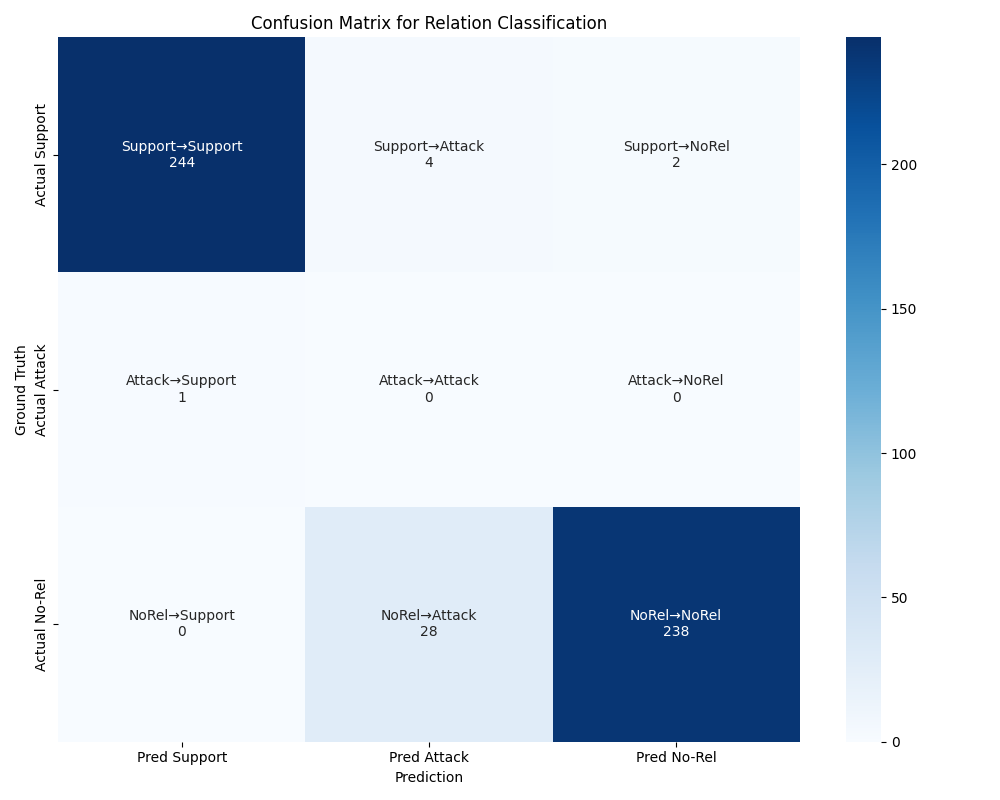 Confusion Matrix for Relation Classification
Support→Support
244
Support→Attack
4
Support→NoRel
2
Attack→Support
1
Attack→Attack
0
Attack→NoRel
0
NoRel→Support
0
NoRel→Attack
28
NoRel→NoRel
238
Actual Support
Actual Attack
Actual No-Rel
Ground Truth
Pred Support
Pred Attack
Pred No-Rel
Prediction
200
150
100
50
0